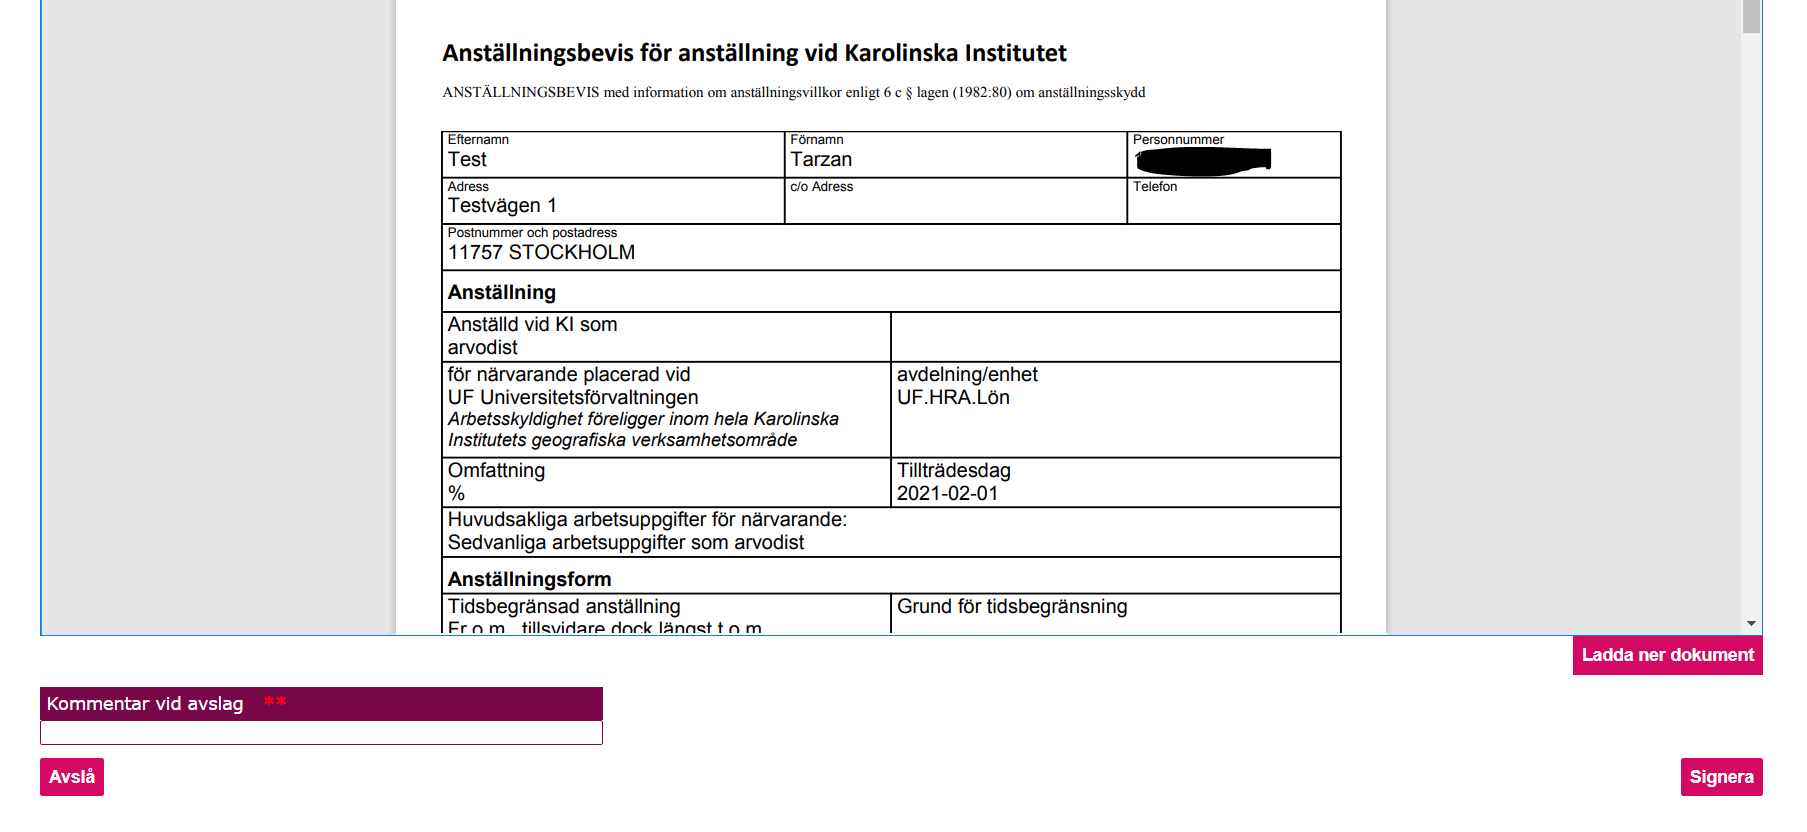 Anställningsbevis för anställning vid Karolinska Institutet
ANSTÄLLNINGSBEVIS med information om anställningsvillkor enligt 6 c § lagen (1982:80) om anställningsskydd
Efternamn
Test
Förnamn
Tarzan
Personnummer
Adress
Testvägen 1
c/o Adress
Telefon
Postnummer och postadress
11757 STOCKHOLM
Anställning
Anställd vid KI som
arvodist
för närvarande placerad vid
UF Universitetsförvaltningen
Arbetsskyldighet föreligger inom hela Karolinska
Institutets geografiska verksamhetsområde
avdelning/enhet
UF.HRA.Lön
Omfattning
%
Tillträdesdag
2021-02-01
Huvudsakliga arbetsuppgifter för närvarande:
Sedvanliga arbetsuppgifter som arvodist
Anställningsform
Tidsbegränsad anställning
Fr.o.m., tillsvidare dock längst t.o.m.
Grund för tidsbegränsning
Ladda ner dokument
Kommentar vid avslag **
Avslå
Signera